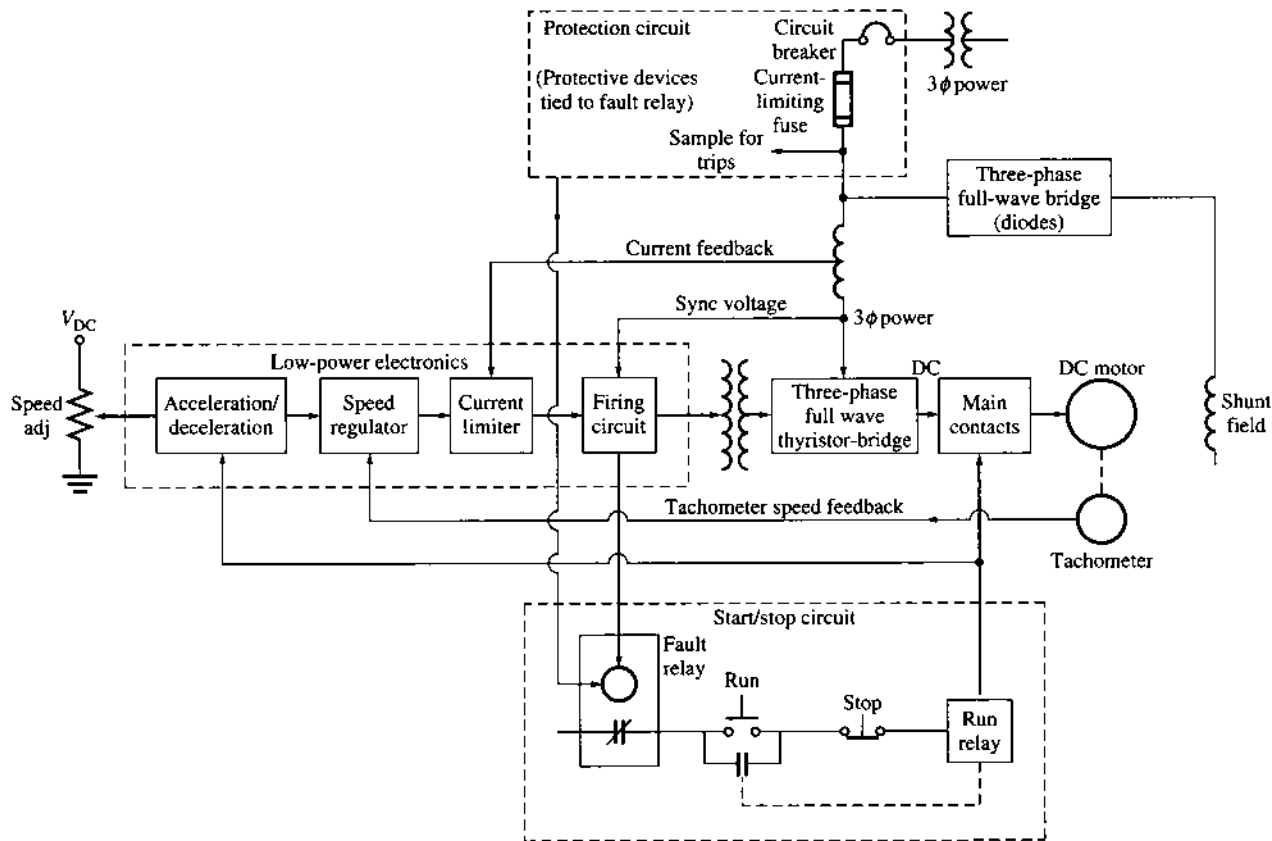 Protection circuit
(Protective devices
tied to fault relay)
Circuit
breaker
Current-
limiting
fuse
3ϕ power
Sample for
trips
Three-phase
full-wave bridge
(diodes)
Current feedback
Sync voltage
3ϕ power
V_DC
Speed
adj
Low-power electronics
Acceleration/
deceleration
Speed
regulator
Current
limiter
Firing
circuit
Three-phase
full wave
thyristor-bridge
DC
Main
contacts
DC motor
Shunt
field
Tachometer speed feedback
Tachometer
Start/stop circuit
Fault
relay
Run
Stop
Run
relay